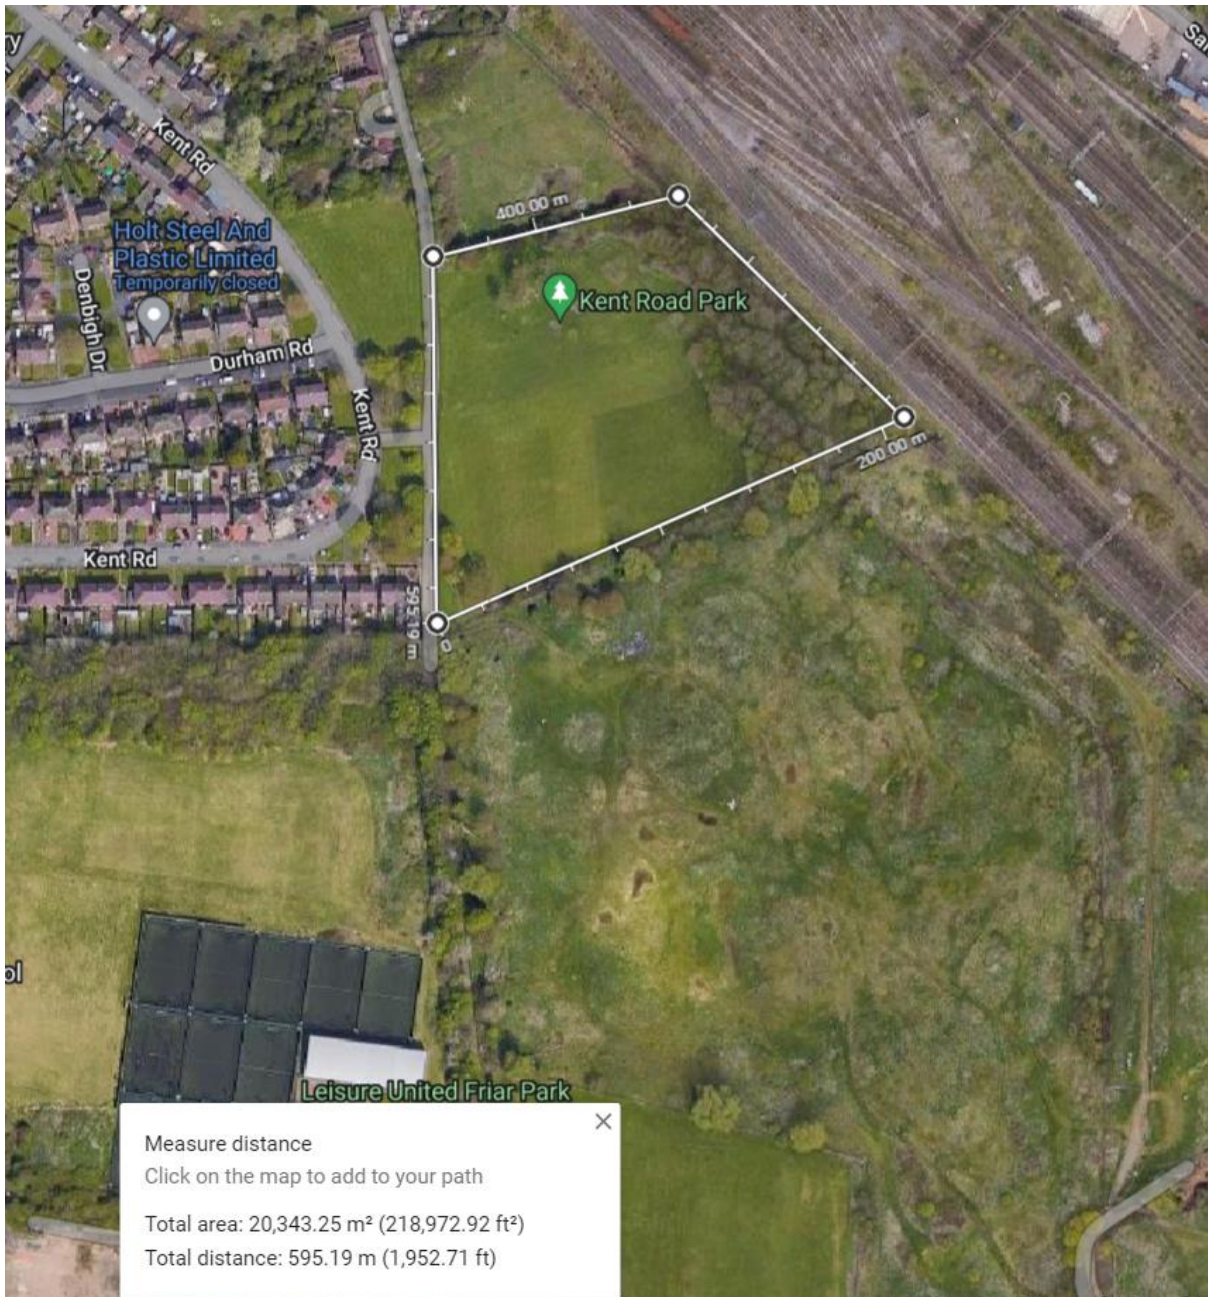 ry
Sa
Kent Rd
400.00 m
Holt Steel And
Plastic Limited
Temporarily closed
Denbigh Dr
Kent Road Park
Durham Rd
Kent Rd
200.00 m
Kent Rd
595.19 m
0
ol
Leisure United Friar Park
Measure distance
Click on the map to add to your path
Total area: 20,343.25 m² (218,972.92 ft²)
Total distance: 595.19 m (1,952.71 ft)